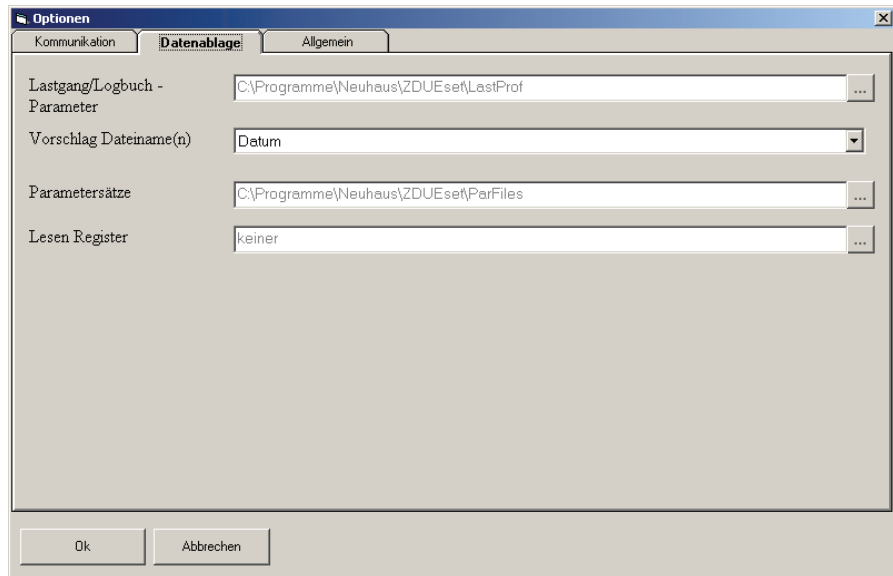 Optionen
Kommunikation Datenablage Allgemein
Lastgang/Logbuch -
Parameter
C:\Programme\Neuhaus\ZDUEset\LastProf ...
Vorschlag Dateiname(n) Datum
Parametersätze C:\Programme\Neuhaus\ZDUEset\ParFiles ...
Lesen Register keiner ...
Ok Abbrechen